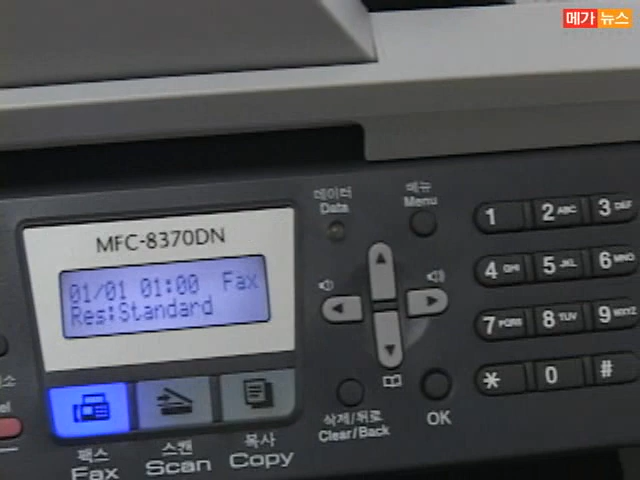 메가 뉴스
MFC-8370DN
01/01 01:00 Fax
Res:Standard
데이터
Data
메뉴
Menu
1
2 ABC
3 DEF
4 GHI
5 JKL
6 MNO
7 PQRS
8 TUV
9 WXYZ
*
0
#
삭제/뒤로
Clear/Back
OK
팩스
Fax
스캔
Scan
복사
Copy